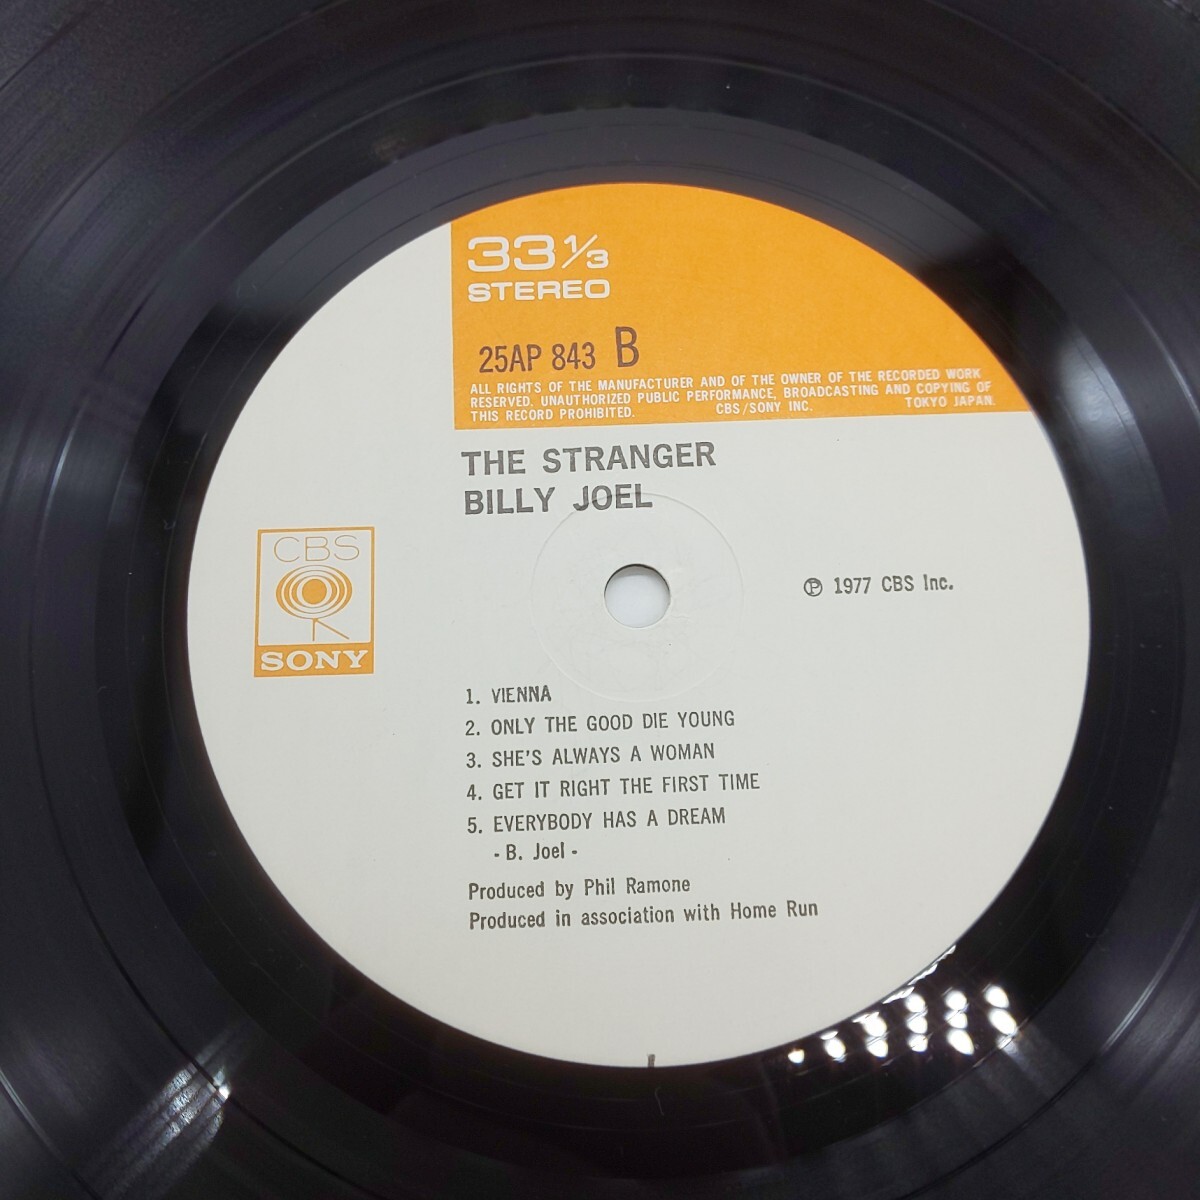 33 1/3
STEREO
25AP 843 B
ALL RIGHTS OF THE MANUFACTURER AND OF THE OWNER OF THE RECORDED WORK
RESERVED. UNAUTHORIZED PUBLIC PERFORMANCE, BROADCASTING AND COPYING OF
THIS RECORD PROHIBITED. CBS/SONY INC. TOKYO JAPAN.
THE STRANGER
BILLY JOEL
CBS
SONY
℗ 1977 CBS Inc.
1. VIENNA
2. ONLY THE GOOD DIE YOUNG
3. SHE'S ALWAYS A WOMAN
4. GET IT RIGHT THE FIRST TIME
5. EVERYBODY HAS A DREAM
- B. Joel -
Produced by Phil Ramone
Produced in association with Home Run